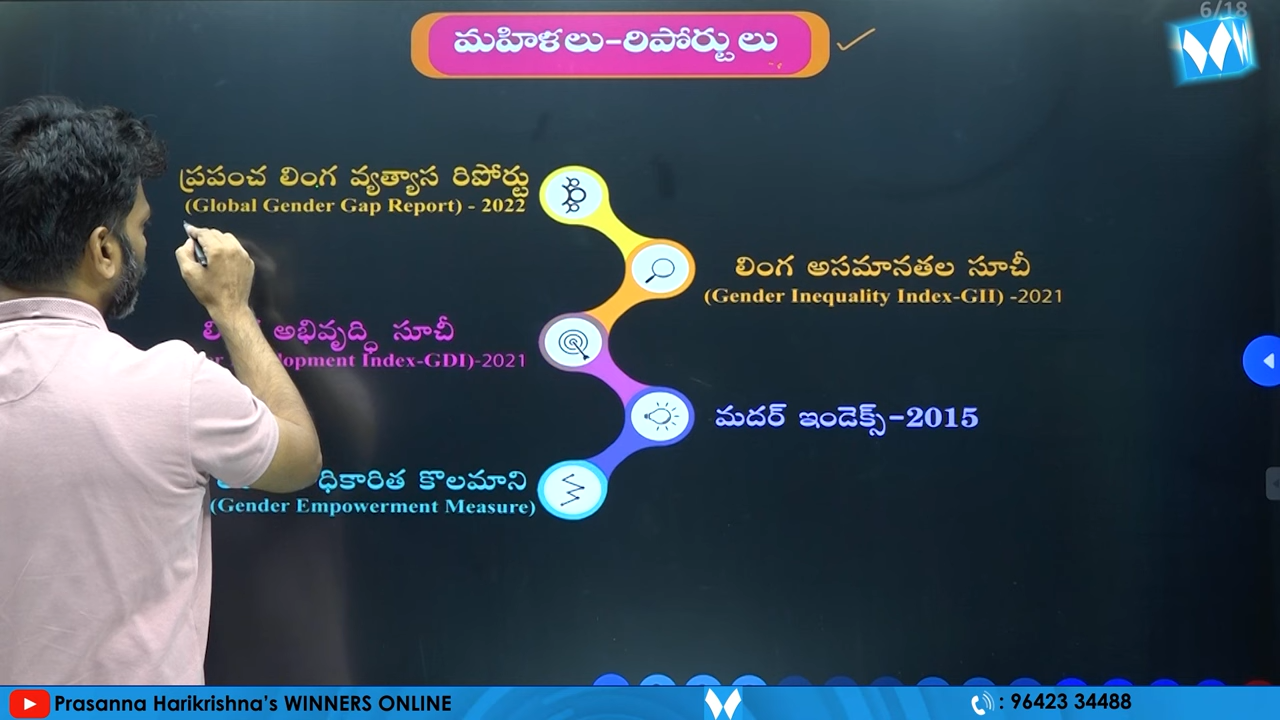 6/18
మహిళలు-రిపోర్టులు
ప్రపంచ లింగ వ్యత్యాస రిపోర్టు
(Global Gender Gap Report) - 2022
లింగ అసమానతల సూచీ
(Gender Inequality Index-GII) -2021
అభివృద్ధి సూచీ
Index-GDI)-2021
మదర్ ఇండెక్స్-2015
కొలమాని
(Gender Empowerment Measure)
Prasanna Harikrishna's WINNERS ONLINE
: 96423 34488